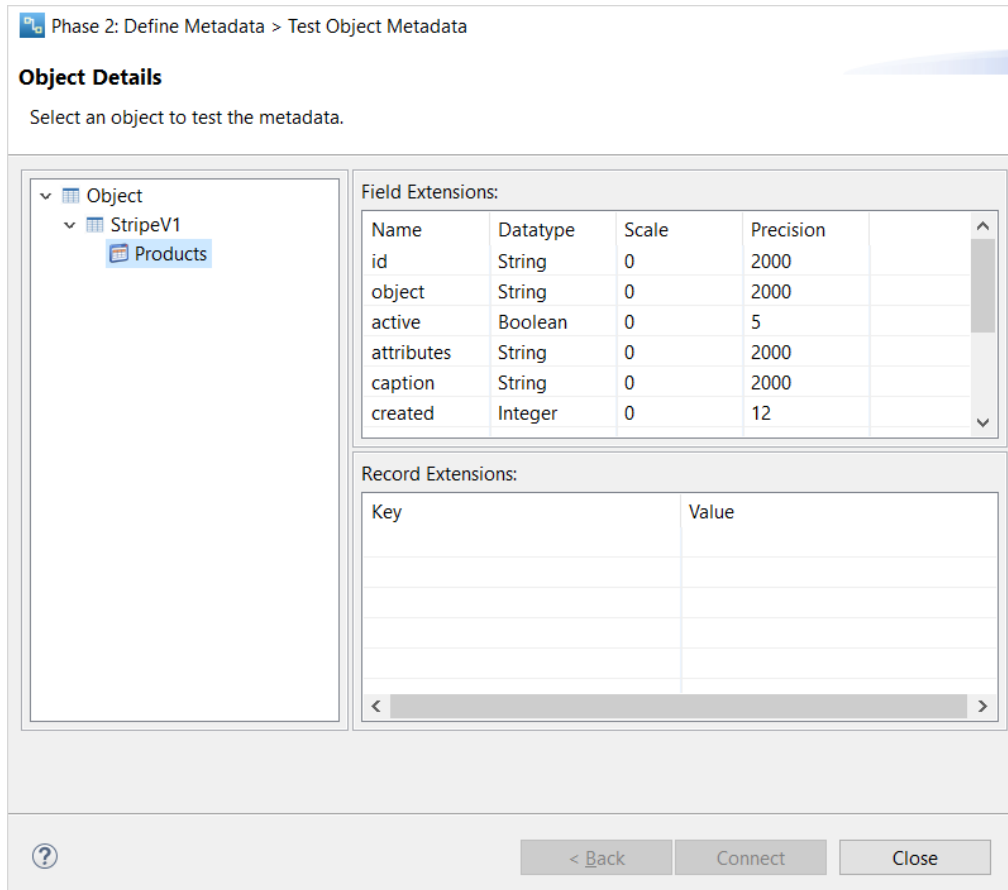 Phase 2: Define Metadata > Test Object Metadata
Object Details
Select an object to test the metadata.
Object
StripeV1
Products
Field Extensions:
Name Datatype Scale Precision
id String 0 2000
object String 0 2000
active Boolean 0 5
attributes String 0 2000
caption String 0 2000
created Integer 0 12
Record Extensions:
Key Value
? < Back Connect Close